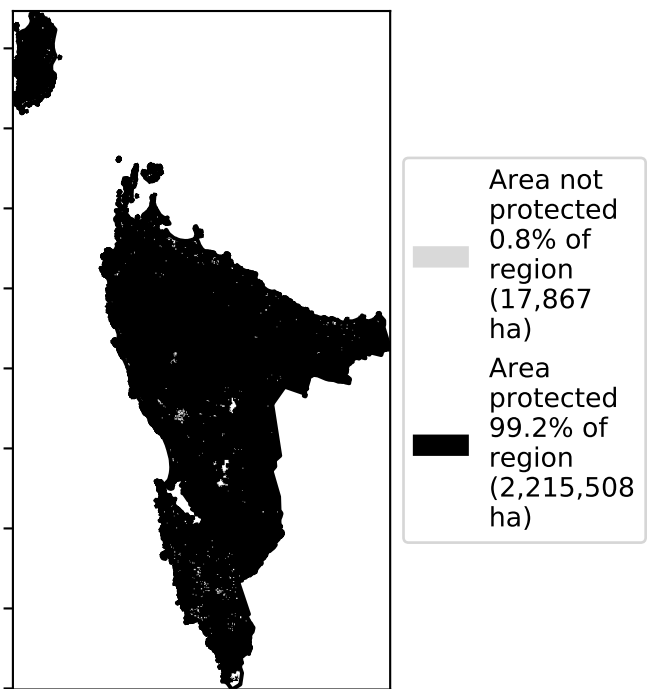 Area not
protected
0.8% of
region
(17,867
ha)
Area
protected
99.2% of
region
(2,215,508
ha)